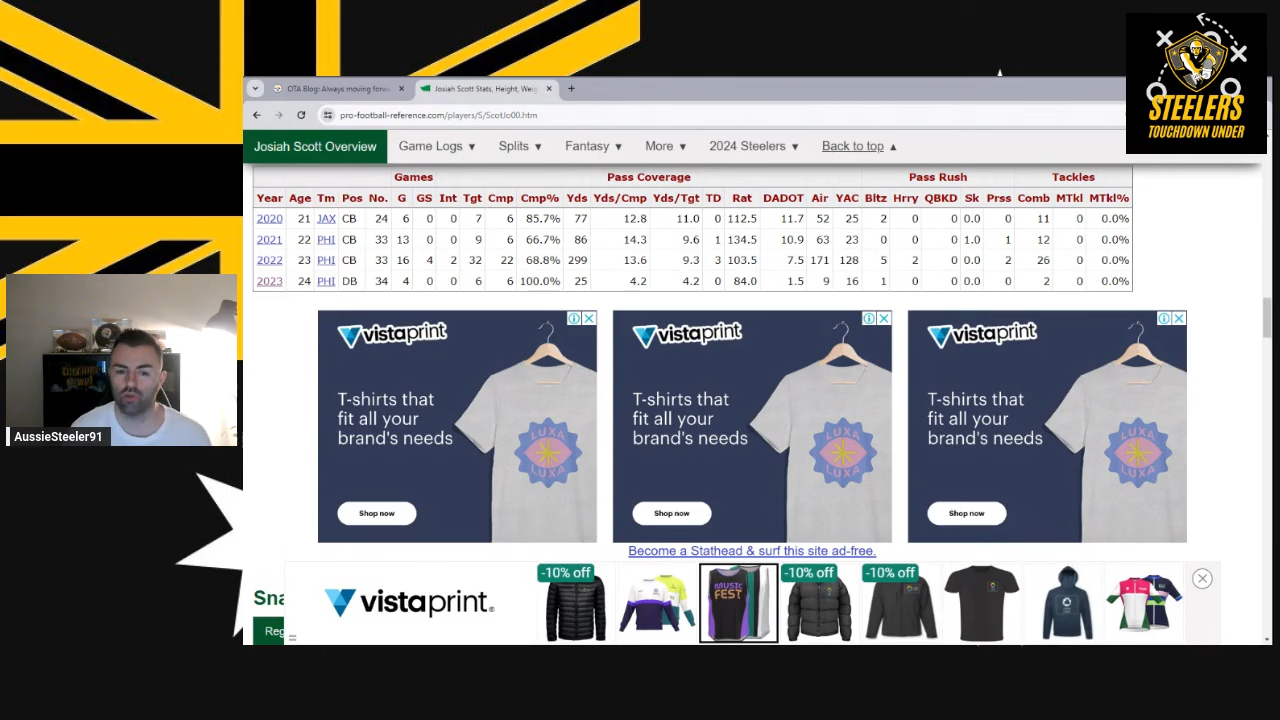 STEELERS
TOUCHDOWN UNDER
OTA Blog: Always moving forw
Josiah Scott Stats, Height, Weig
pro-football-reference.com/players/S/ScotJo00.htm
Josiah Scott Overview Game Logs ▼ Splits ▼ Fantasy ▼ More ▼ 2024 Steelers ▼ Back to top ▲
Games Pass Coverage Pass Rush Tackles
Year Age Tm Pos No. G GS Int Tgt Cmp Cmp% Yds Yds/Cmp Yds/Tgt TD Rat DADOT Air YAC Bltz Hrry QBKD Sk Prss Comb MTkl MTkl%
2020 21 JAX CB 24 6 0 0 7 6 85.7% 77 12.8 11.0 0 112.5 11.7 52 25 2 0 0 0.0 0 11 0 0.0%
2021 22 PHI CB 33 13 0 0 9 6 66.7% 86 14.3 9.6 1 134.5 10.9 63 23 0 0 0 1.0 1 12 0 0.0%
2022 23 PHI CB 33 16 4 2 32 22 68.8% 299 13.6 9.3 3 103.5 7.5 171 128 5 2 0 0.0 2 26 0 0.0%
2023 24 PHI DB 34 4 0 0 6 6 100.0% 25 4.2 4.2 0 84.0 1.5 9 16 1 0 0 0.0 0 2 0 0.0%
AussieSteeler91
vistaprint
T-shirts that
fit all your
brand's needs
LUXA
LUXA
Shop now
vistaprint
T-shirts that
fit all your
brand's needs
LUXA
LUXA
Shop now
vistaprint
T-shirts that
fit all your
brand's needs
LUXA
LUXA
Shop now
Become a Stathead & surf this site ad-free.
Sna
Reg
vistaprint®
-10% off
MUSIC
FEST
-10% off
-10% off